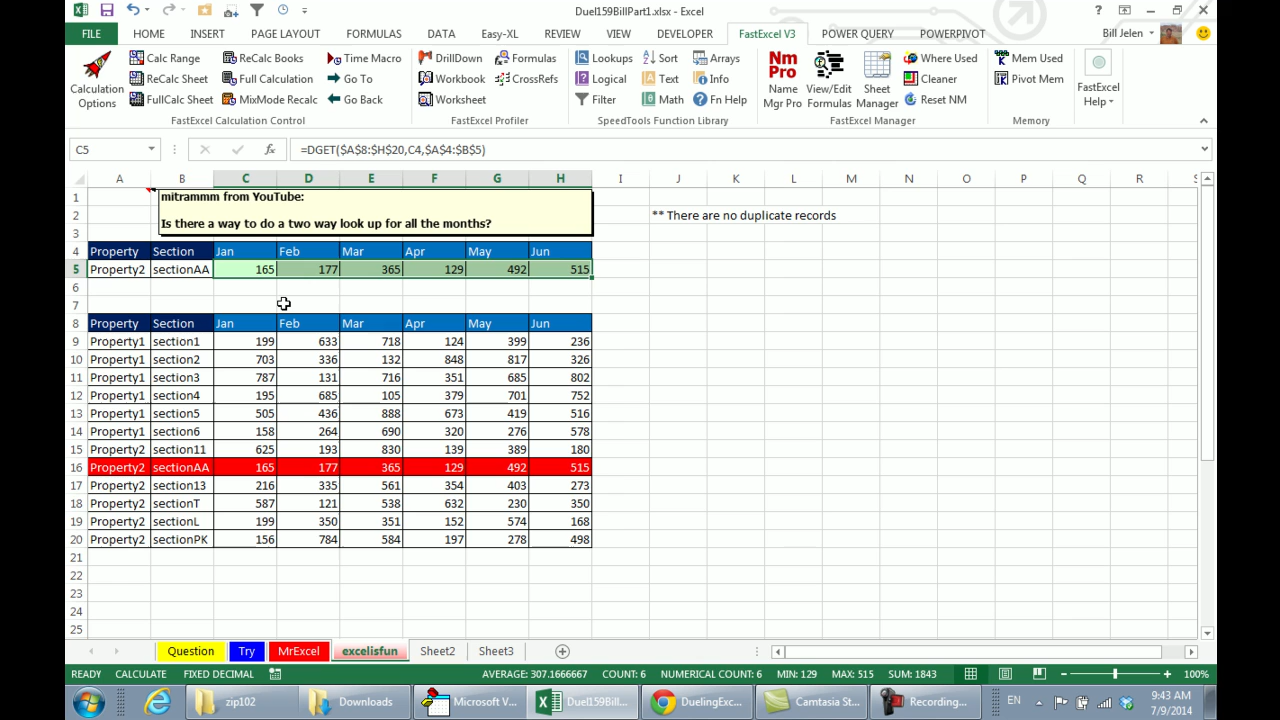 Duel159BillPart1.xlsx - Excel
FILE HOME INSERT PAGE LAYOUT FORMULAS DATA Easy-XL REVIEW VIEW DEVELOPER FastExcel V3 POWER QUERY POWERPIVOT Bill Jelen
Calculation Options
Calc Range
ReCalc Sheet
FullCalc Sheet
ReCalc Books
Full Calculation
MixMode Recalc
Time Macro
Go To
Go Back
FastExcel Calculation Control
DrillDown
Workbook
Worksheet
Formulas
CrossRefs
FastExcel Profiler
Lookups
Logical
Filter
Sort
Text
Math
Arrays
Info
Fn Help
SpeedTools Function Library
Nm Pro
Name Mgr Pro
View/Edit Formulas
Sheet Manager
Where Used
Cleaner
Reset NM
FastExcel Manager
Mem Used
Pivot Mem
Memory
FastExcel Help
C5 fx =DGET($A$8:$H$20,C4,$A$4:$B$5)
A B C D E F G H I J K L M N O P Q R S
1 mitrammm from YouTube:
2 Is there a way to do a two way look up for all the months? ** There are no duplicate records
3
4 Property Section Jan Feb Mar Apr May Jun
5 Property2 sectionAA 165 177 365 129 492 515
6
7
8 Property Section Jan Feb Mar Apr May Jun
9 Property1 section1 199 633 718 124 399 236
10 Property1 section2 703 336 132 848 817 326
11 Property1 section3 787 131 716 351 685 802
12 Property1 section4 195 685 105 379 701 752
13 Property1 section5 505 436 888 673 419 516
14 Property1 section6 158 264 690 320 276 578
15 Property2 section11 625 193 830 139 389 180
16 Property2 sectionAA 165 177 365 129 492 515
17 Property2 section13 216 335 561 354 403 273
18 Property2 sectionT 587 121 538 632 230 350
19 Property2 sectionL 199 350 351 152 574 168
20 Property2 sectionPK 156 784 584 197 278 498
21
22
23
24
25
Question Try MrExcel excelisfun Sheet2 Sheet3
READY CALCULATE FIXED DECIMAL AVERAGE: 307.1666667 COUNT: 6 NUMERICAL COUNT: 6 MIN: 129 MAX: 515 SUM: 1843 100%
zip102 Downloads Microsoft V... Duel159Bill... DuelingExc... Camtasia St... Recording... EN 9:43 AM
7/9/2014